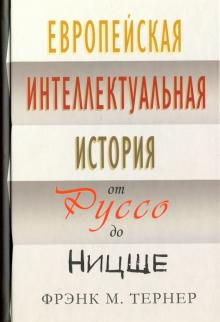 ЕВРОПЕЙСКАЯ
ИНТЕЛЛЕКТУАЛЬНАЯ
ИСТОРИЯ
от
Руссо
до
Ницше
ФРЭНК М. ТЕРНЕР